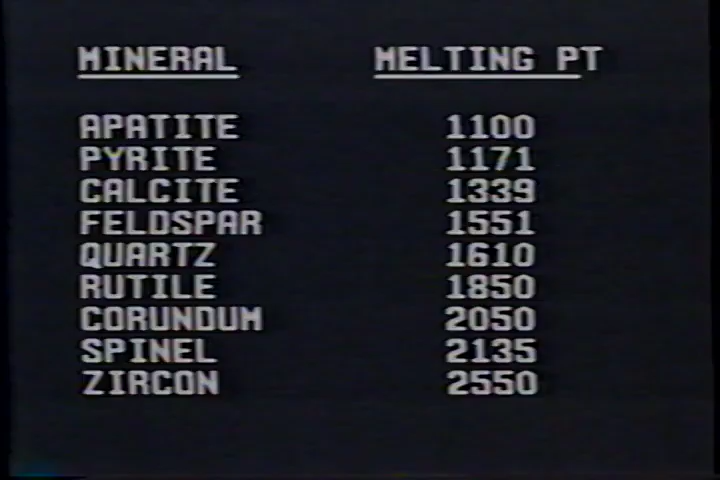 MINERAL MELTING PT
APATITE 1100
PYRITE 1171
CALCITE 1339
FELDSPAR 1551
QUARTZ 1610
RUTILE 1850
CORUNDUM 2050
SPINEL 2135
ZIRCON 2550